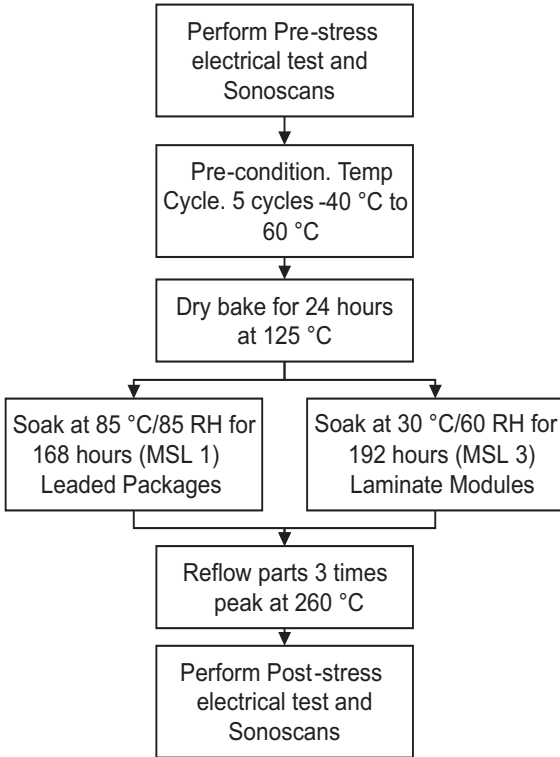 Perform Pre-stress
electrical test and
Sonoscans
Pre-condition. Temp
Cycle. 5 cycles -40 °C to
60 °C
Dry bake for 24 hours
at 125 °C
Soak at 85 °C/85 RH for
168 hours (MSL 1)
Leaded Packages
Soak at 30 °C/60 RH for
192 hours (MSL 3)
Laminate Modules
Reflow parts 3 times
peak at 260 °C
Perform Post-stress
electrical test and
Sonoscans